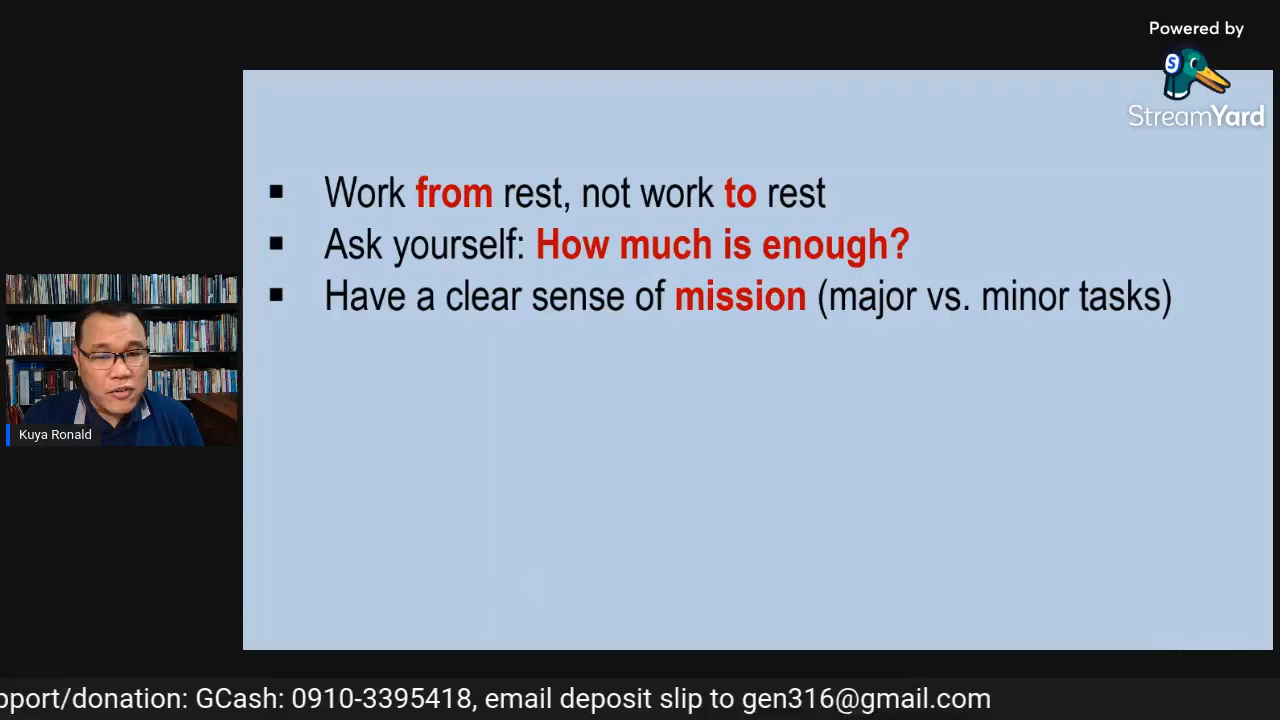 Powered by
StreamYard
Work from rest, not work to rest
Ask yourself: How much is enough?
Have a clear sense of mission (major vs. minor tasks)
Kuya Ronald
pport/donation: GCash: 0910-3395418, email deposit slip to gen316@gmail.com